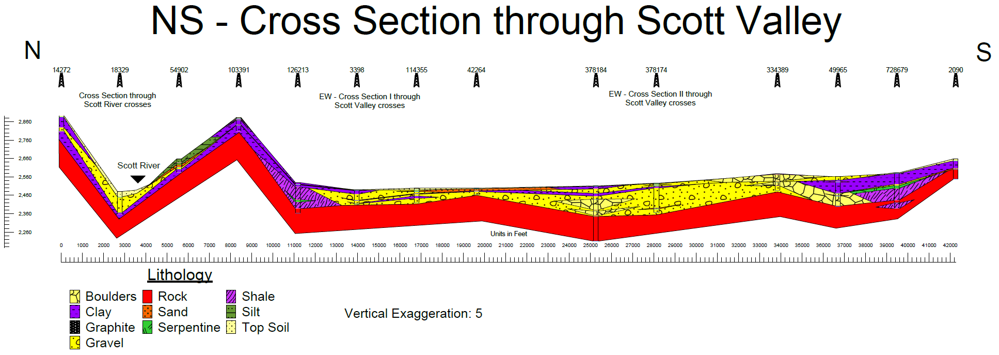 NS - Cross Section through Scott Valley
N
S
14272 18329 54902 103391 126213 3398 114355 42264 378184 378174 334389 49965 728679 2090
Cross Section through
Scott River crosses
EW - Cross Section I through
Scott Valley crosses
EW - Cross Section II through
Scott Valley crosses
2,860
2,760
2,660
2,560
2,460
2,360
2,260
Scott River
Units in Feet
0 1000 2000 3000 4000 5000 6000 7000 8000 9000 10000 11000 12000 13000 14000 15000 16000 17000 18000 19000 20000 21000 22000 23000 24000 25000 26000 27000 28000 29000 30000 31000 32000 33000 34000 35000 36000 37000 38000 39000 40000 41000 42000
Lithology
Boulders Rock Shale
Clay Sand Silt
Graphite Serpentine Top Soil
Gravel
Vertical Exaggeration: 5